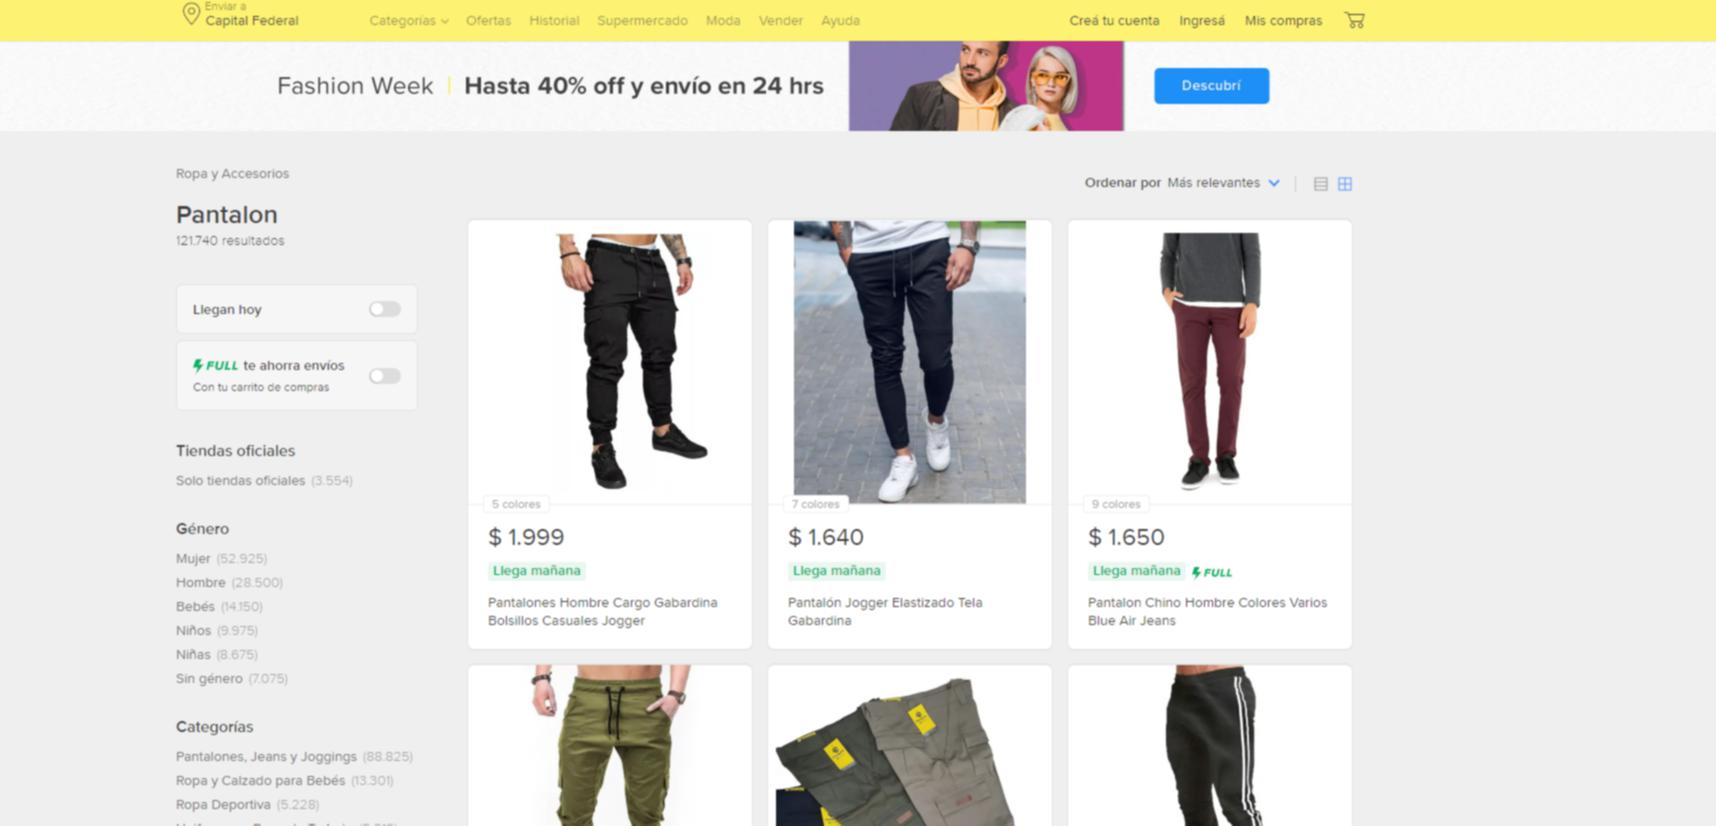 Enviar a
Capital Federal
Categorías Ofertas Historial Supermercado Moda Vender Ayuda
Creá tu cuenta Ingresá Mis compras
Fashion Week | Hasta 40% off y envío en 24 hrs
Descubrí
Ropa y Accesorios
Pantalon
121.740 resultados
Ordenar por Más relevantes
Llegan hoy
FULL te ahorra envíos
Con tu carrito de compras
Tiendas oficiales
Solo tiendas oficiales (3.554)
Género
Mujer (52.925)
Hombre (28.500)
Bebés (14.150)
Niños (9.975)
Niñas (8.675)
Sin género (7.075)
Categorías
Pantalones, Jeans y Joggings (88.825)
Ropa y Calzado para Bebés (13.301)
Ropa Deportiva (5.228)
5 colores
$ 1.999
Llega mañana
Pantalones Hombre Cargo Gabardina
Bolsillos Casuales Jogger
7 colores
$ 1.640
Llega mañana
Pantalón Jogger Elastizado Tela
Gabardina
9 colores
$ 1.650
Llega mañana FULL
Pantalon Chino Hombre Colores Varios
Blue Air Jeans